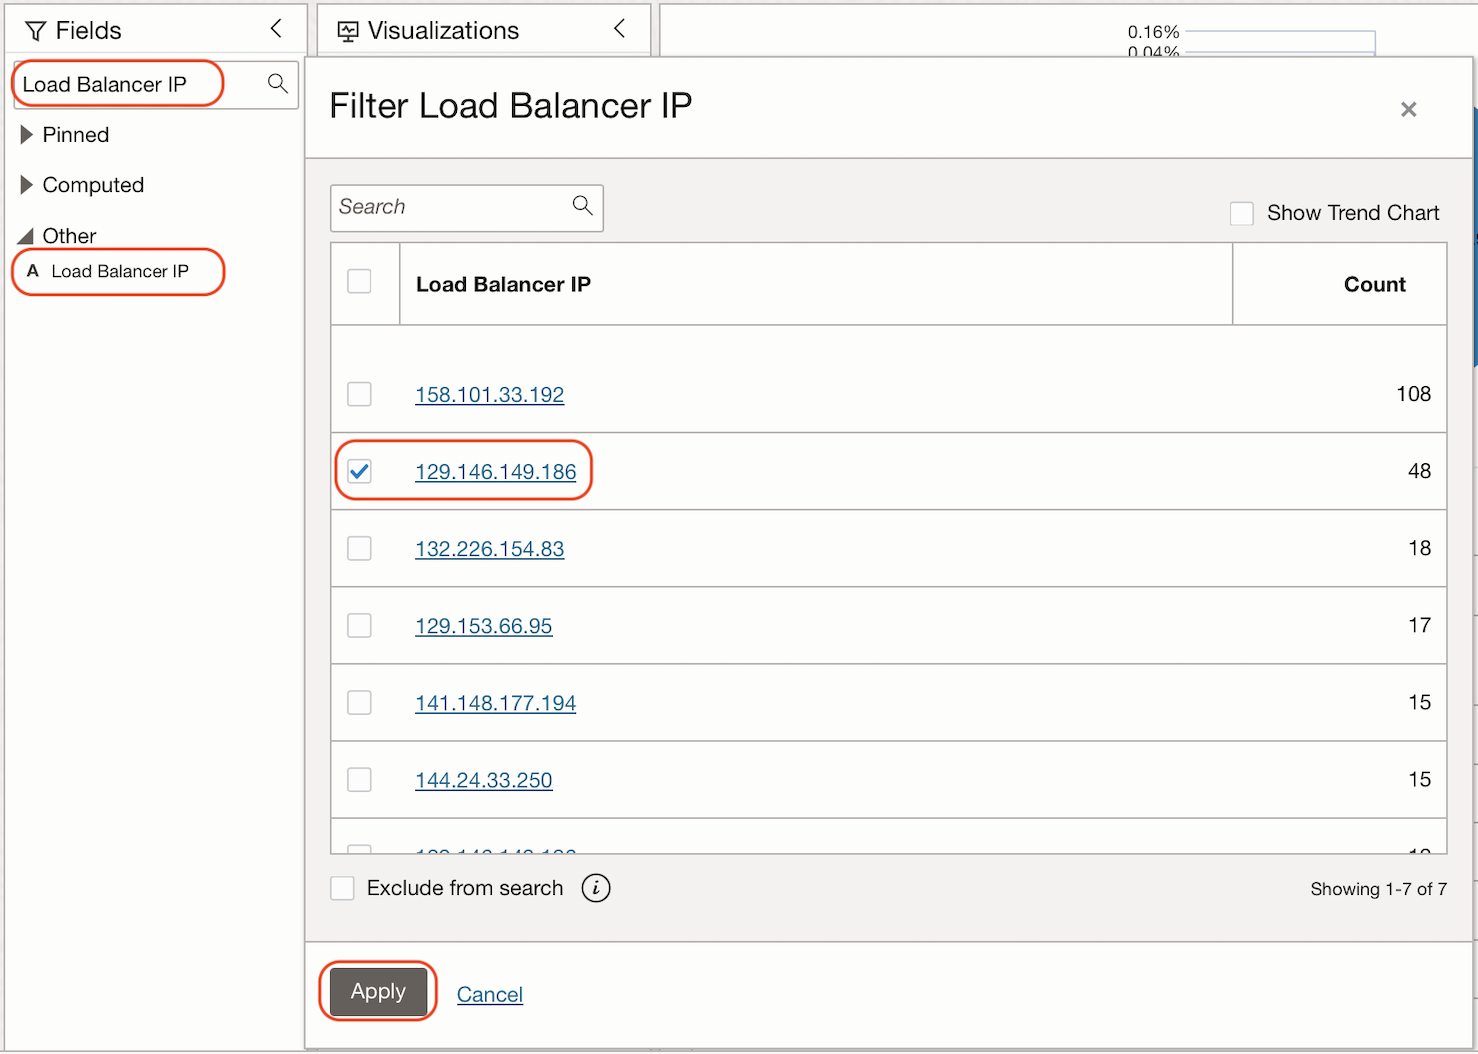 Fields
Visualizations
0.16%
0.04%
Load Balancer IP
Pinned
Computed
Other
A Load Balancer IP
Filter Load Balancer IP
×
Search
Show Trend Chart
Load Balancer IP Count
158.101.33.192 108
129.146.149.186 48
132.226.154.83 18
129.153.66.95 17
141.148.177.194 15
144.24.33.250 15
Exclude from search i
Showing 1-7 of 7
Apply Cancel